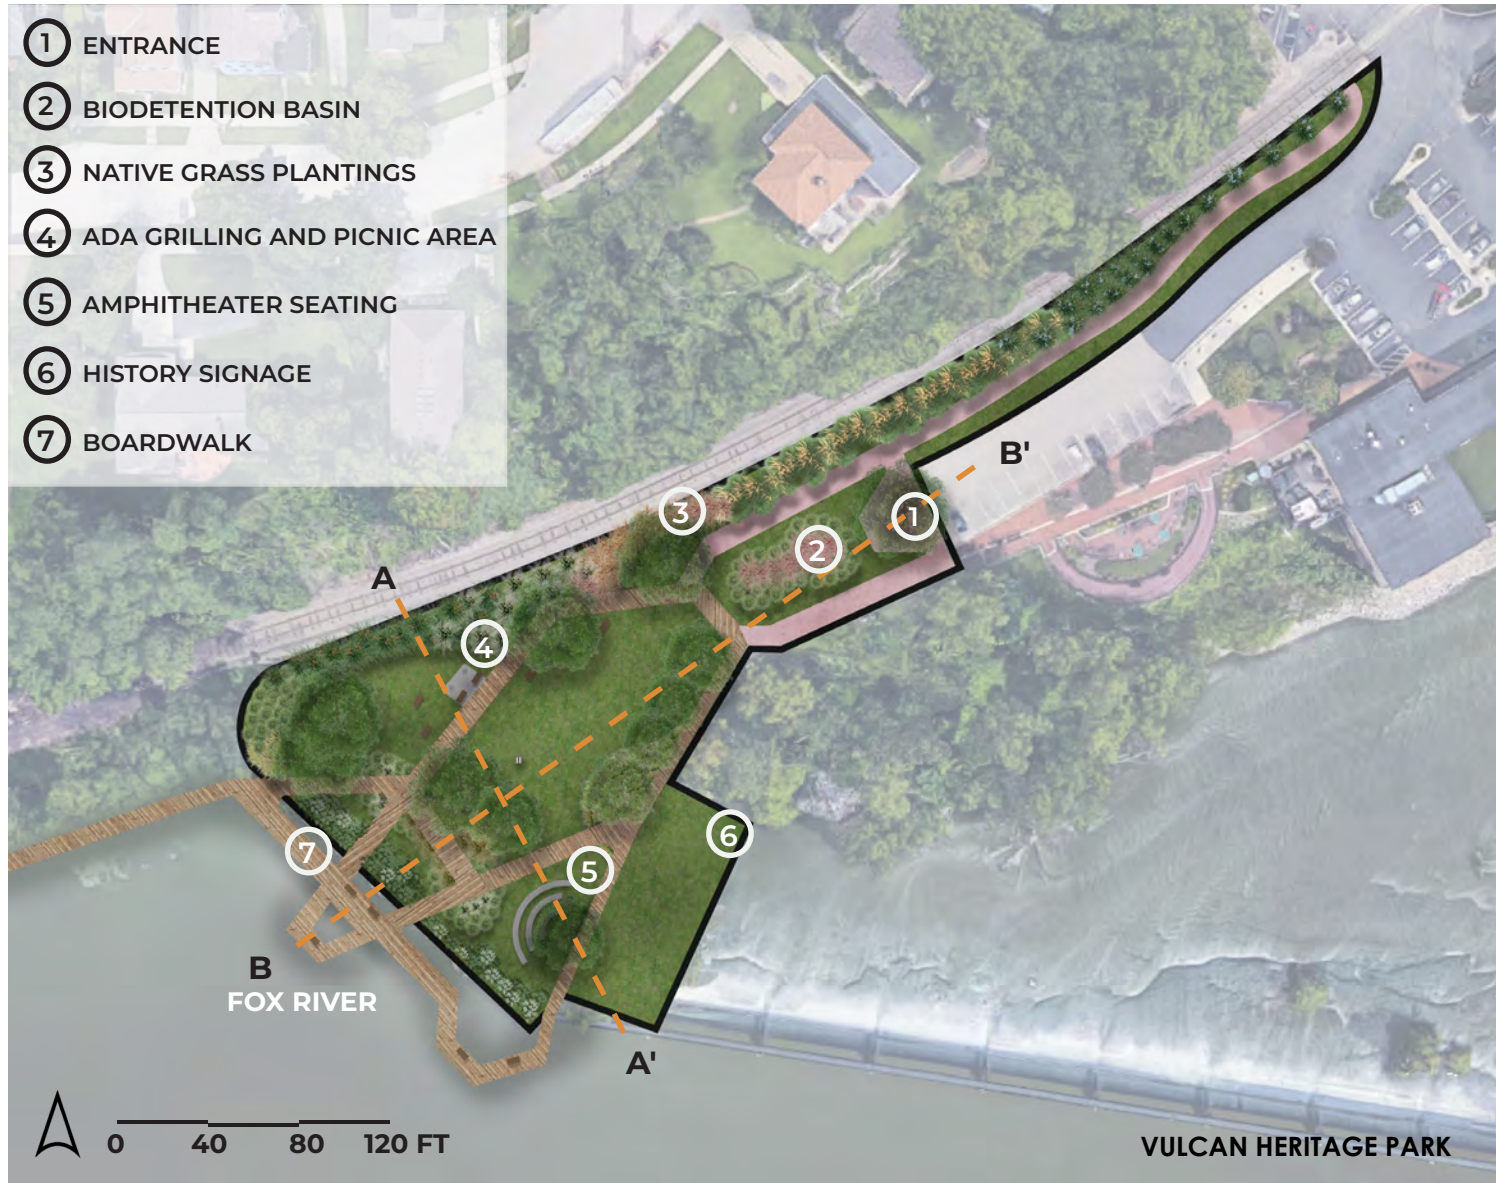 1 ENTRANCE
2 BIODETENTION BASIN
3 NATIVE GRASS PLANTINGS
4 ADA GRILLING AND PICNIC AREA
5 AMPHITHEATER SEATING
6 HISTORY SIGNAGE
7 BOARDWALK
B'
3
1
2
A
4
6
7
5
B
FOX RIVER
A'
0 40 80 120 FT
VULCAN HERITAGE PARK